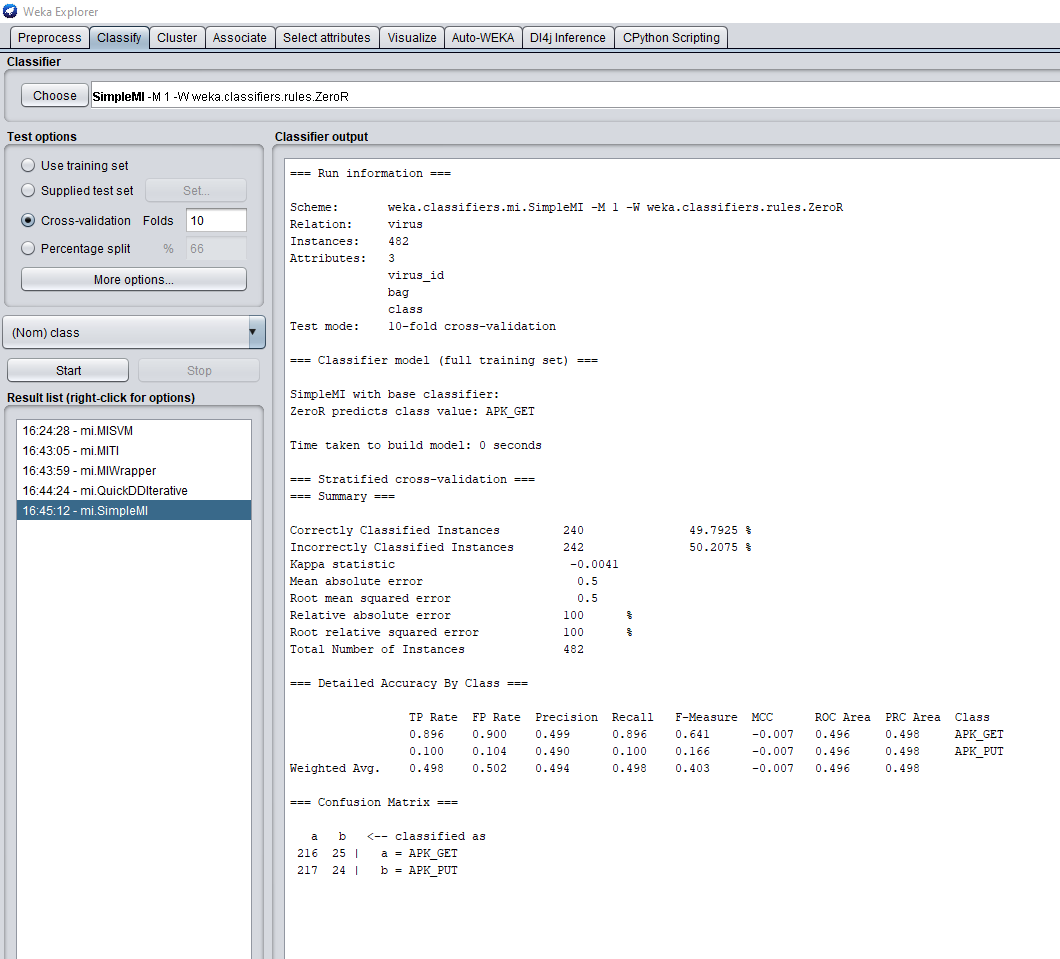 Weka Explorer
Preprocess Classify Cluster Associate Select attributes Visualize Auto-WEKA Dl4j Inference CPython Scripting
Classifier
Choose SimpleMI -M 1 -W weka.classifiers.rules.ZeroR
Test options
Use training set
Supplied test set Set...
Cross-validation Folds 10
Percentage split % 66
More options...
(Nom) class
Start Stop
Result list (right-click for options)
16:24:28 - mi.MISVM
16:43:05 - mi.MITI
16:43:59 - mi.MIWrapper
16:44:24 - mi.QuickDDIterative
16:45:12 - mi.SimpleMI
Classifier output
=== Run information ===
Scheme: weka.classifiers.mi.SimpleMI -M 1 -W weka.classifiers.rules.ZeroR
Relation: virus
Instances: 482
Attributes: 3
virus_id
bag
class
Test mode: 10-fold cross-validation
=== Classifier model (full training set) ===
SimpleMI with base classifier:
ZeroR predicts class value: APK_GET
Time taken to build model: 0 seconds
=== Stratified cross-validation ===
=== Summary ===
Correctly Classified Instances 240 49.7925 %
Incorrectly Classified Instances 242 50.2075 %
Kappa statistic -0.0041
Mean absolute error 0.5
Root mean squared error 0.5
Relative absolute error 100 %
Root relative squared error 100 %
Total Number of Instances 482
=== Detailed Accuracy By Class ===
TP Rate FP Rate Precision Recall F-Measure MCC ROC Area PRC Area Class
0.896 0.900 0.499 0.896 0.641 -0.007 0.496 0.498 APK_GET
0.100 0.104 0.490 0.100 0.166 -0.007 0.496 0.498 APK_PUT
Weighted Avg. 0.498 0.502 0.494 0.498 0.403 -0.007 0.496 0.498
=== Confusion Matrix ===
a b <-- classified as
216 25 | a = APK_GET
217 24 | b = APK_PUT